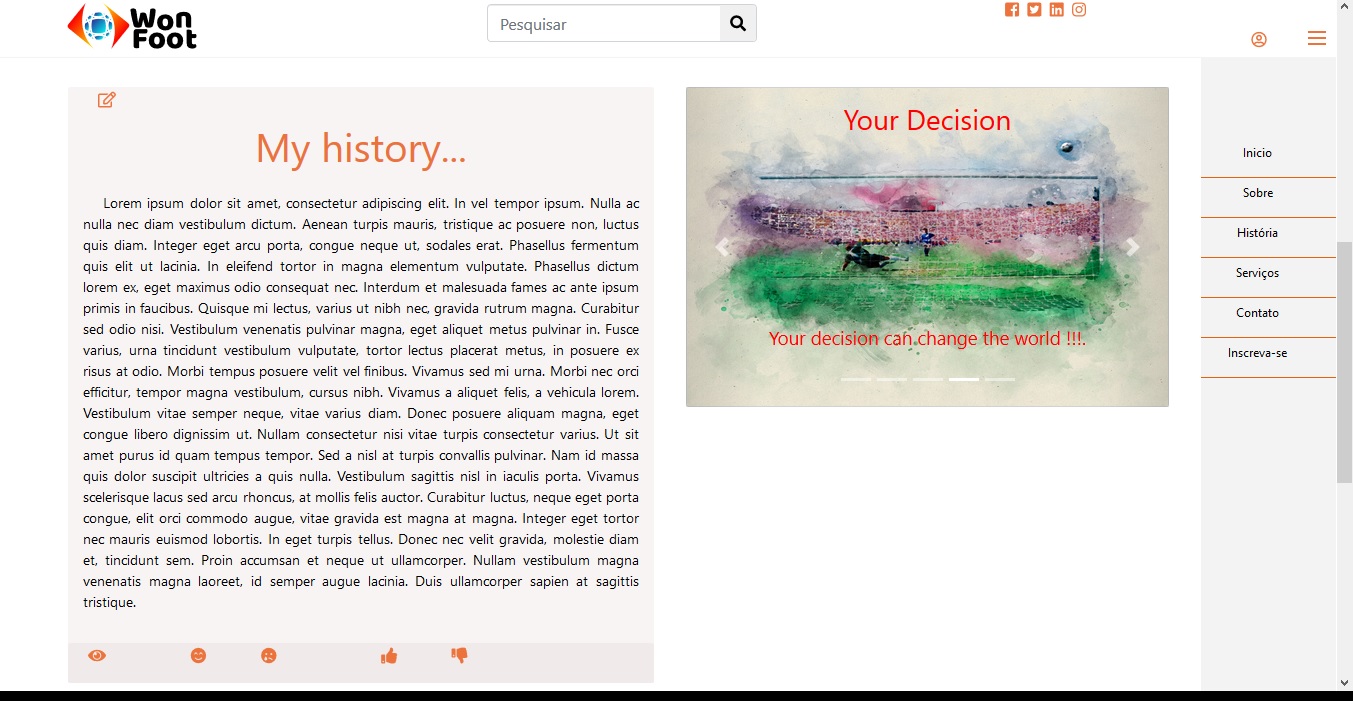 Won
Foot
Pesquisar
My history...
Lorem ipsum dolor sit amet, consectetur adipiscing elit. In vel tempor ipsum. Nulla ac
nulla nec diam vestibulum dictum. Aenean turpis mauris, tristique ac posuere non, luctus
quis diam. Integer eget arcu porta, congue neque ut, sodales erat. Phasellus fermentum
quis elit ut lacinia. In eleifend tortor in magna elementum vulputate. Phasellus dictum
lorem ex, eget maximus odio consequat nec. Interdum et malesuada fames ac ante ipsum
primis in faucibus. Quisque mi lectus, varius ut nibh nec, gravida rutrum magna. Curabitur
sed odio nisi. Vestibulum venenatis pulvinar magna, eget aliquet metus pulvinar in. Fusce
varius, urna tincidunt vestibulum vulputate, tortor lectus placerat metus, in posuere ex
risus at odio. Morbi tempus posuere velit vel finibus. Vivamus sed mi urna. Morbi nec orci
efficitur, tempor magna vestibulum, cursus nibh. Vivamus a aliquet felis, a vehicula lorem.
Vestibulum vitae semper neque, vitae varius diam. Donec posuere aliquam magna, eget
congue libero dignissim ut. Nullam consectetur nisi vitae turpis consectetur varius. Ut sit
amet purus id quam tempus tempor. Sed a nisl at turpis convallis pulvinar. Nam id massa
quis dolor suscipit ultricies a quis nulla. Vestibulum sagittis nisl in iaculis porta. Vivamus
scelerisque lacus sed arcu rhoncus, at mollis felis auctor. Curabitur luctus, neque eget porta
congue, elit orci commodo augue, vitae gravida est magna at magna. Integer eget tortor
nec mauris euismod lobortis. In eget turpis tellus. Donec nec velit gravida, molestie diam
et, tincidunt sem. Proin accumsan et neque ut ullamcorper. Nullam vestibulum magna
venenatis magna laoreet, id semper augue lacinia. Duis ullamcorper sapien at sagittis
tristique.
Your Decision
Your decision can change the world !!!.
Inicio
Sobre
História
Serviços
Contato
Inscreva-se